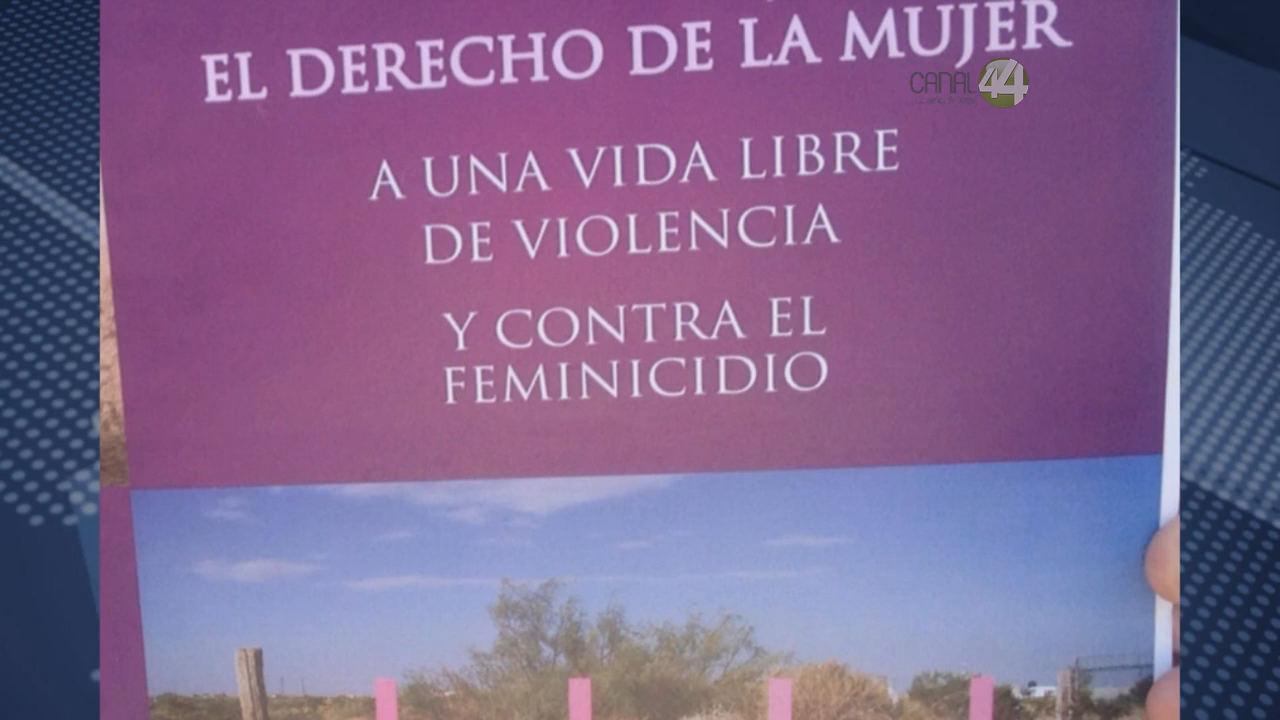 EL DERECHO DE LA MUJER
CANAL 44
A UNA VIDA LIBRE
DE VIOLENCIA
Y CONTRA EL
FEMINICIDIO